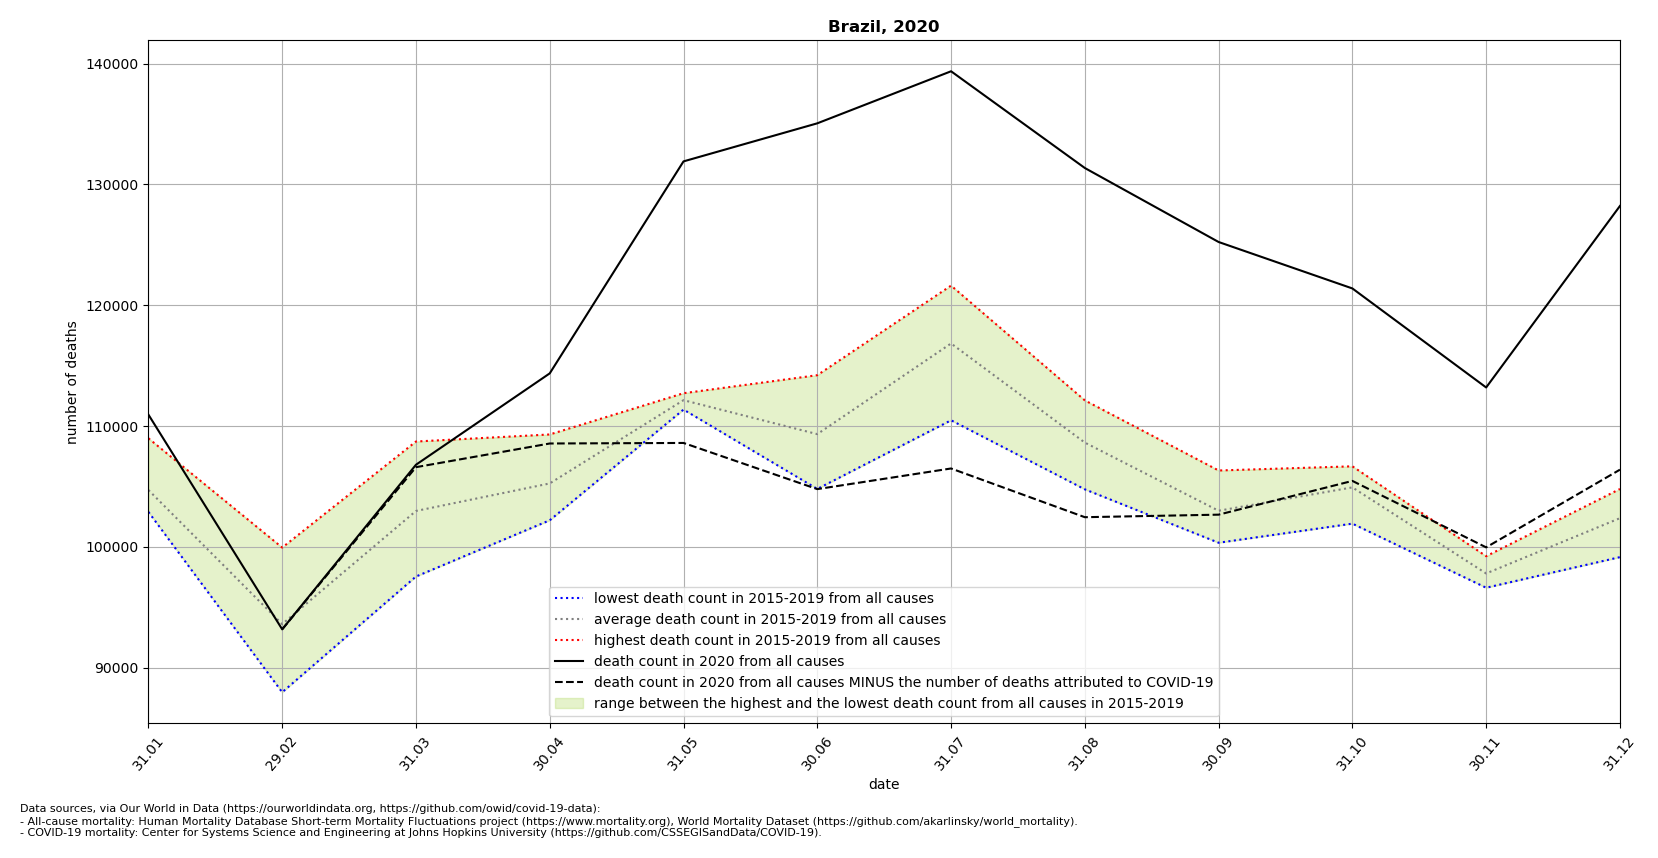 Brazil, 2020
number of deaths
140000
130000
120000
110000
100000
90000
lowest death count in 2015-2019 from all causes
average death count in 2015-2019 from all causes
highest death count in 2015-2019 from all causes
death count in 2020 from all causes
death count in 2020 from all causes MINUS the number of deaths attributed to COVID-19
range between the highest and the lowest death count from all causes in 2015-2019
31.01
29.02
31.03
30.04
31.05
30.06
31.07
31.08
30.09
31.10
30.11
31.12
date
Data sources, via Our World in Data (https://ourworldindata.org, https://github.com/owid/covid-19-data):
- All-cause mortality: Human Mortality Database Short-term Mortality Fluctuations project (https://www.mortality.org), World Mortality Dataset (https://github.com/akarlinsky/world_mortality).
- COVID-19 mortality: Center for Systems Science and Engineering at Johns Hopkins University (https://github.com/CSSEGISandData/COVID-19).